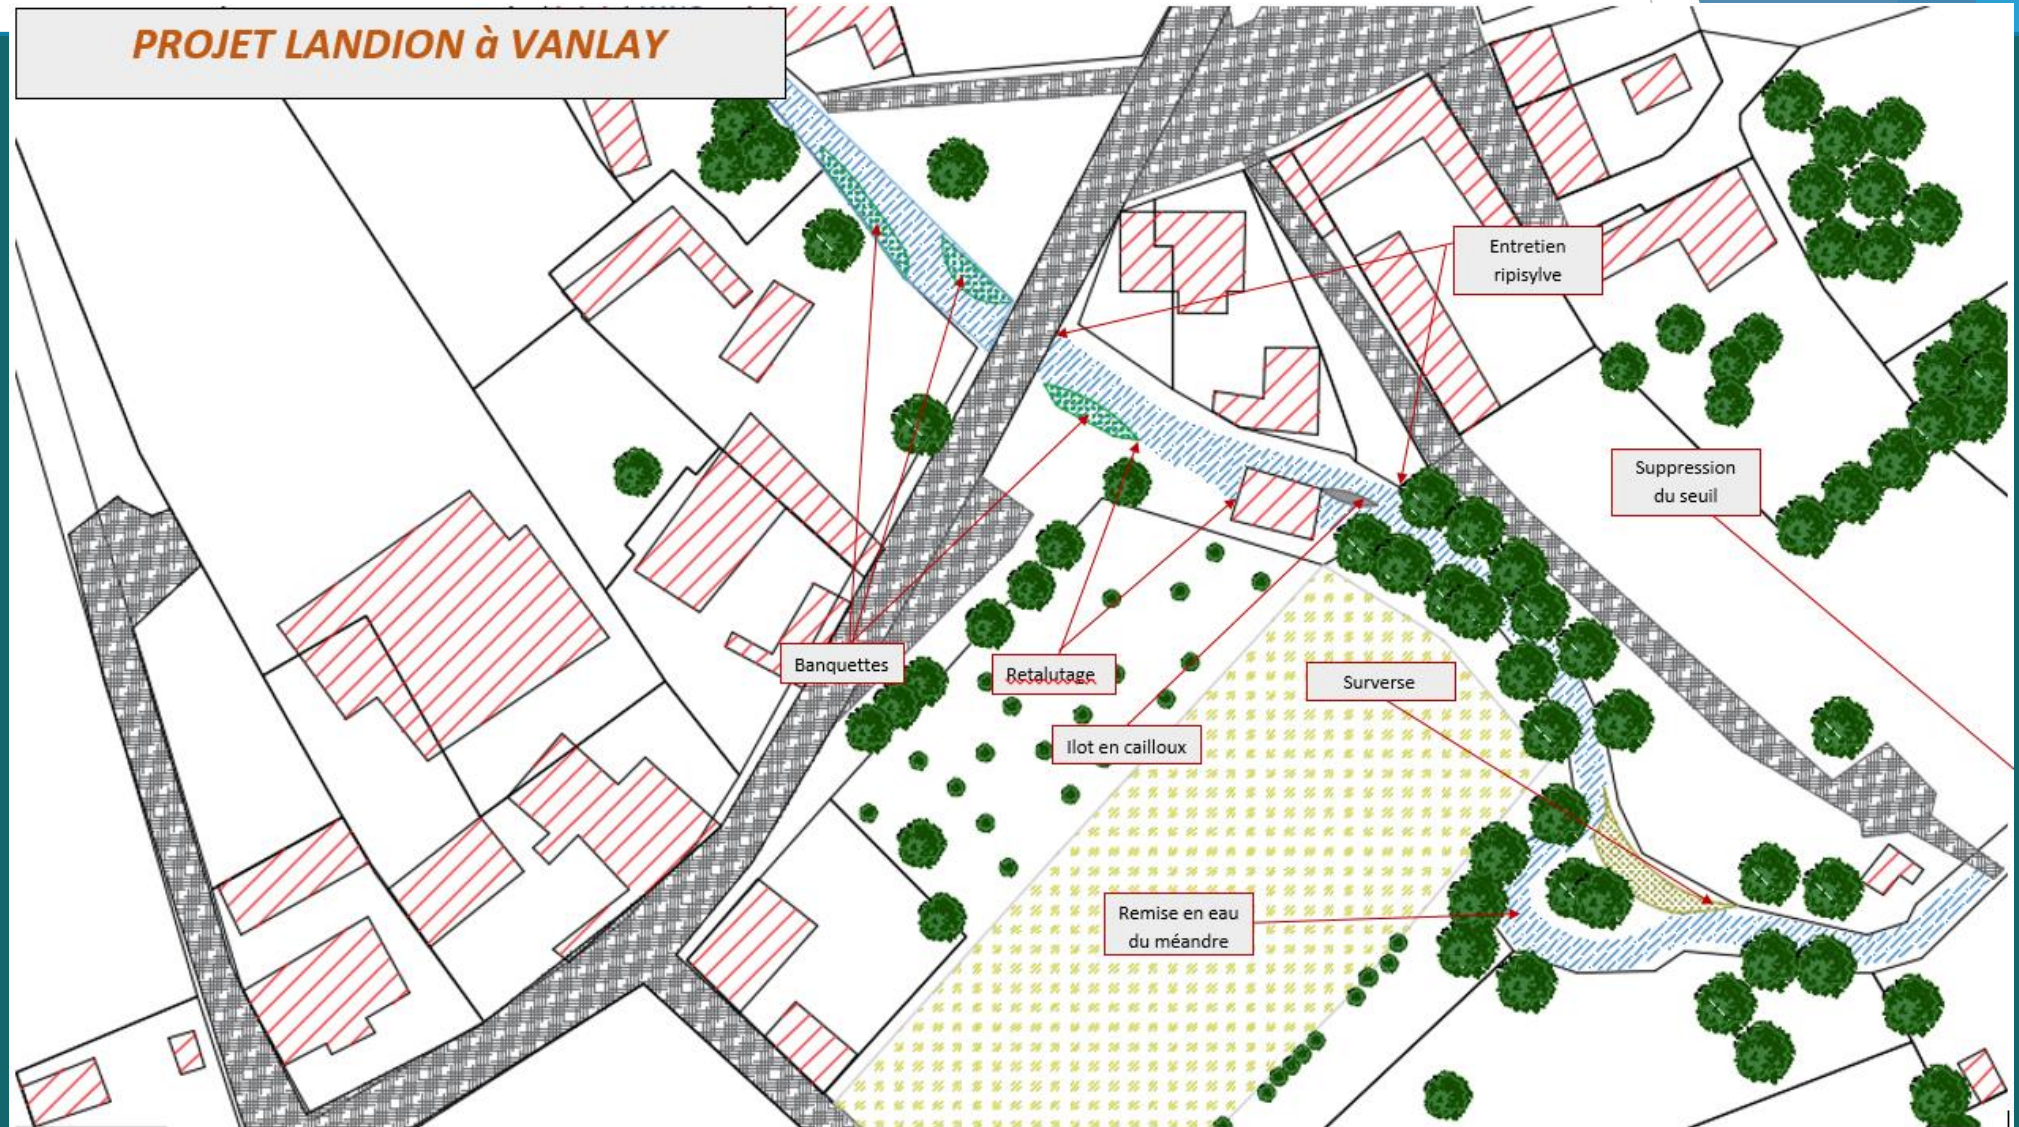 PROJET LANDION à VANLAY
Entretien
ripisylve
Suppression
du seuil
Banquettes
Retalutage
Surverse
Ilot en cailloux
Remise en eau
du méandre